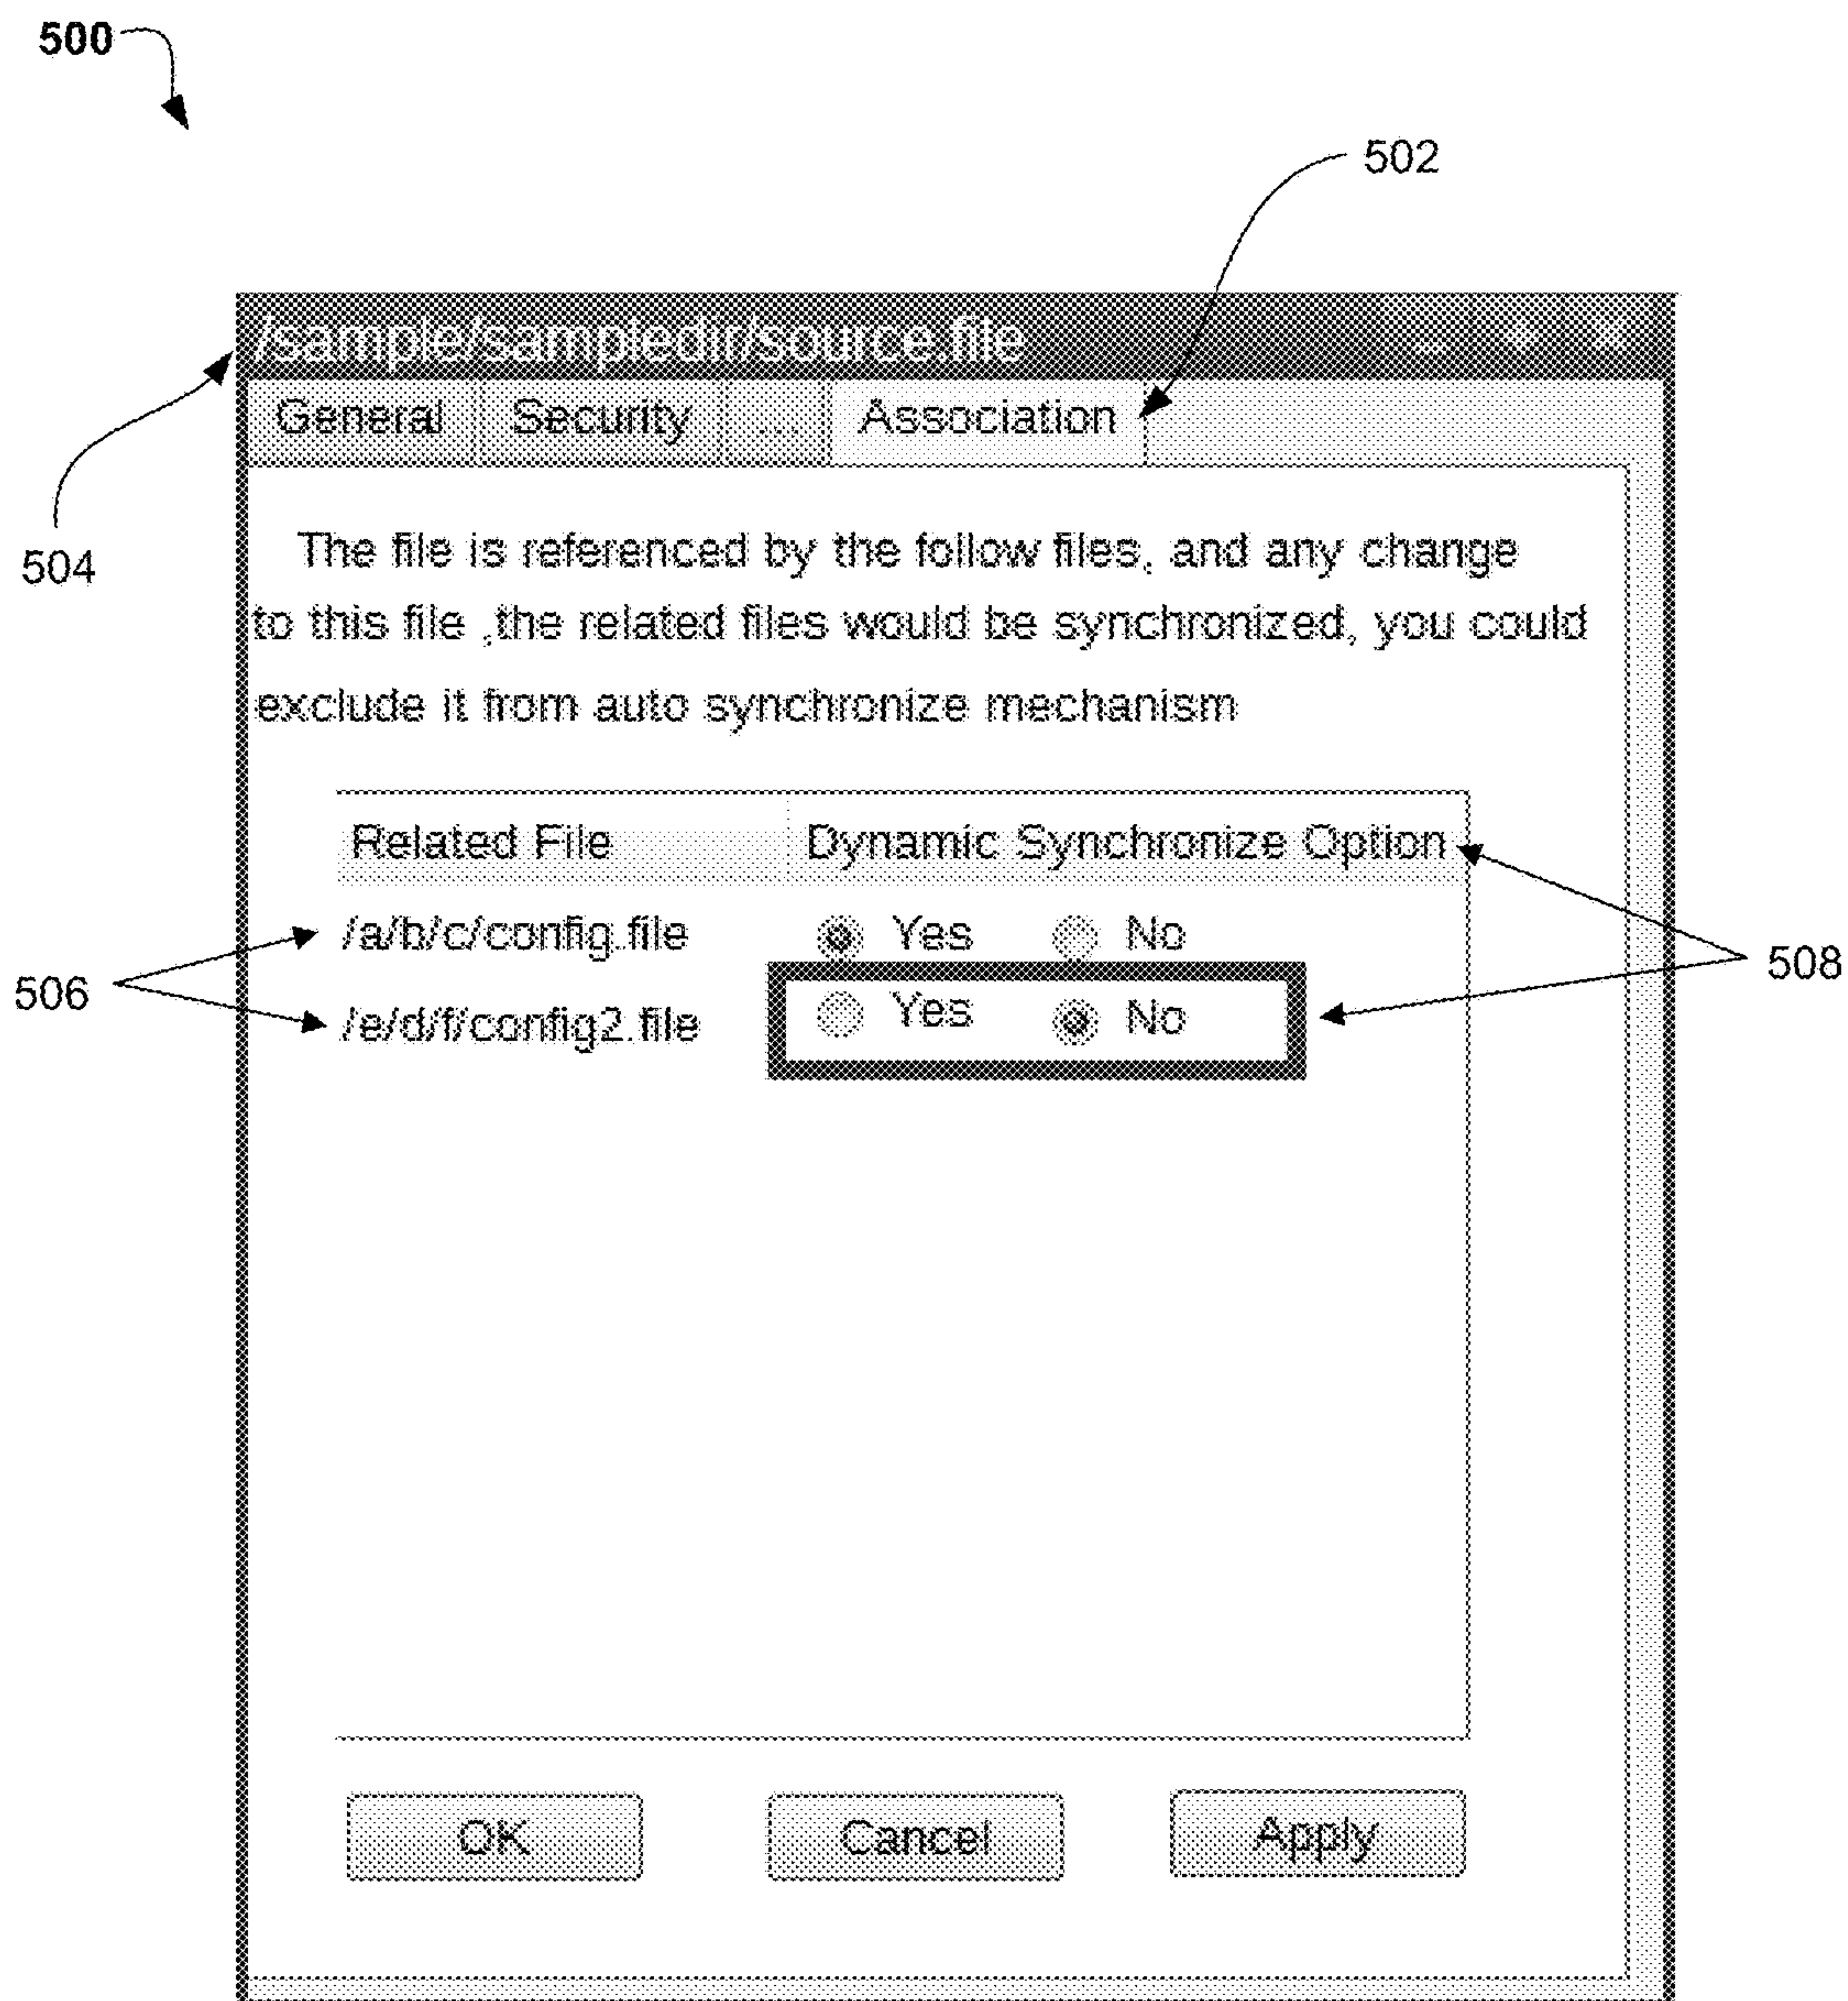 500
502
/sample/sampledir/source.file
General Security ... Association
504
The file is referenced by the follow files, and any change
to this file ,the related files would be synchronized, you could
exclude it from auto synchronize mechanism
Related File Dynamic Synchronize Option
/a/b/c/config.file Yes No
506
508
/e/d/f/config2.file Yes No
OK Cancel Apply